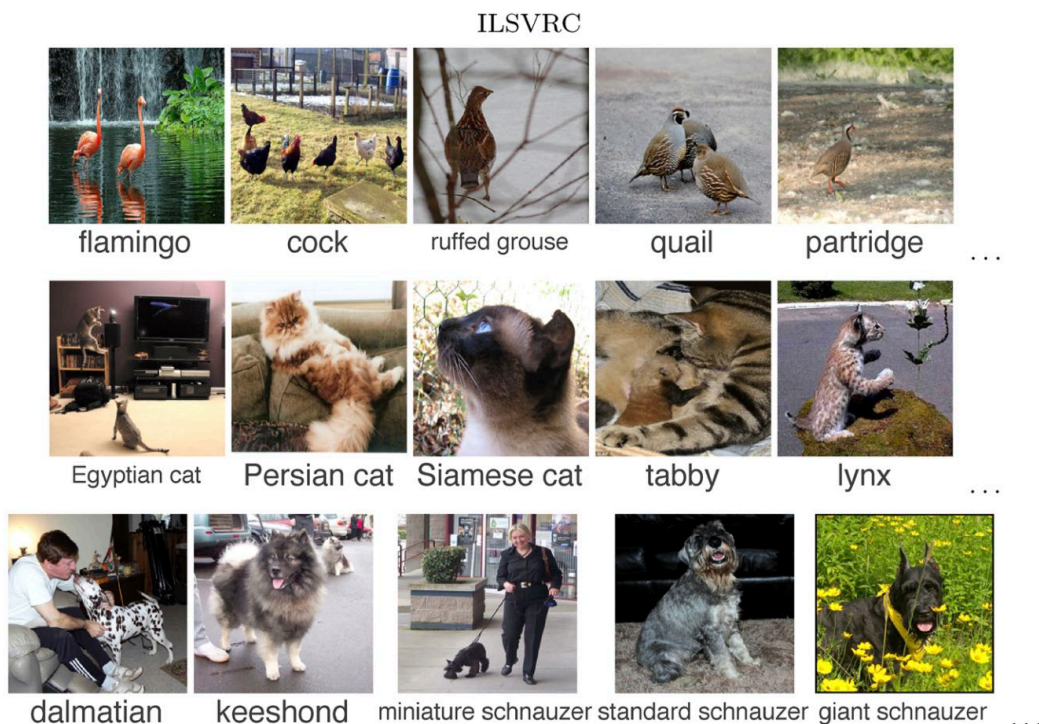 ILSVRC
flamingo cock ruffed grouse quail partridge ...
Egyptian cat Persian cat Siamese cat tabby lynx ...
dalmatian keeshond miniature schnauzer standard schnauzer giant schnauzer ...